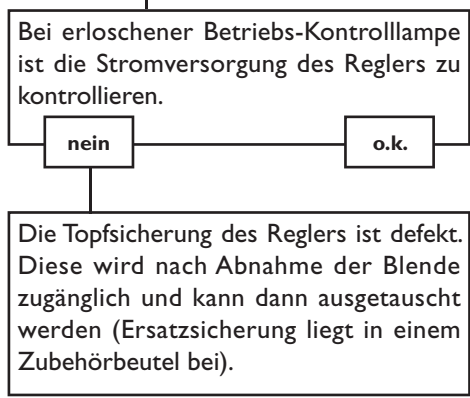 Bei erloschener Betriebs-Kontrolllampe
ist die Stromversorgung des Reglers zu
kontrollieren.
nein
o.k.
Die Topfsicherung des Reglers ist defekt.
Diese wird nach Abnahme der Blende
zugänglich und kann dann ausgetauscht
werden (Ersatzsicherung liegt in einem
Zubehörbeutel bei).